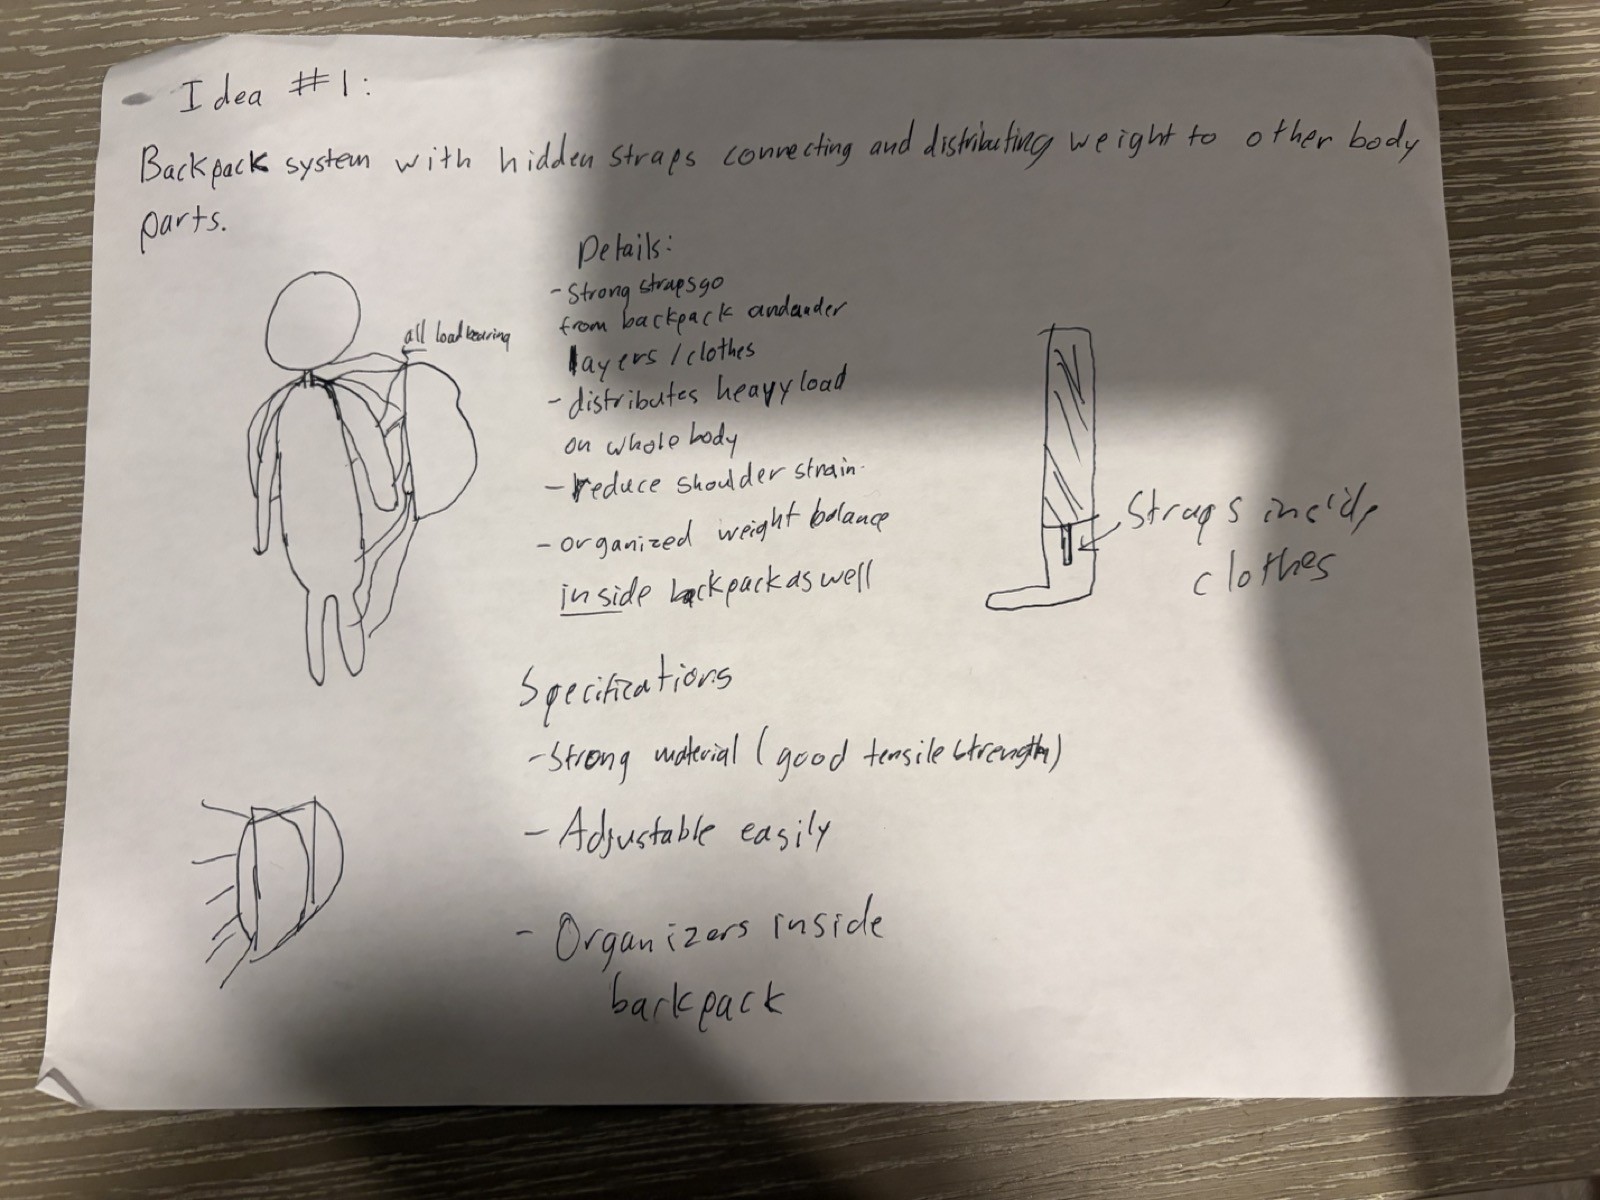 - Idea #1:
Backpack system with hidden straps connecting and distributing weight to other body
parts.
Details:
- Strong straps go
from backpack and under
layers/clothes
- distributes heavy load
on whole body
- reduce shoulder strain.
- organized weight balance
inside backpack as well
all load bearing
Straps inside
clothes
Specifications
- Strong material (good tensile strength)
- Adjustable easily
- Organizers inside
backpack